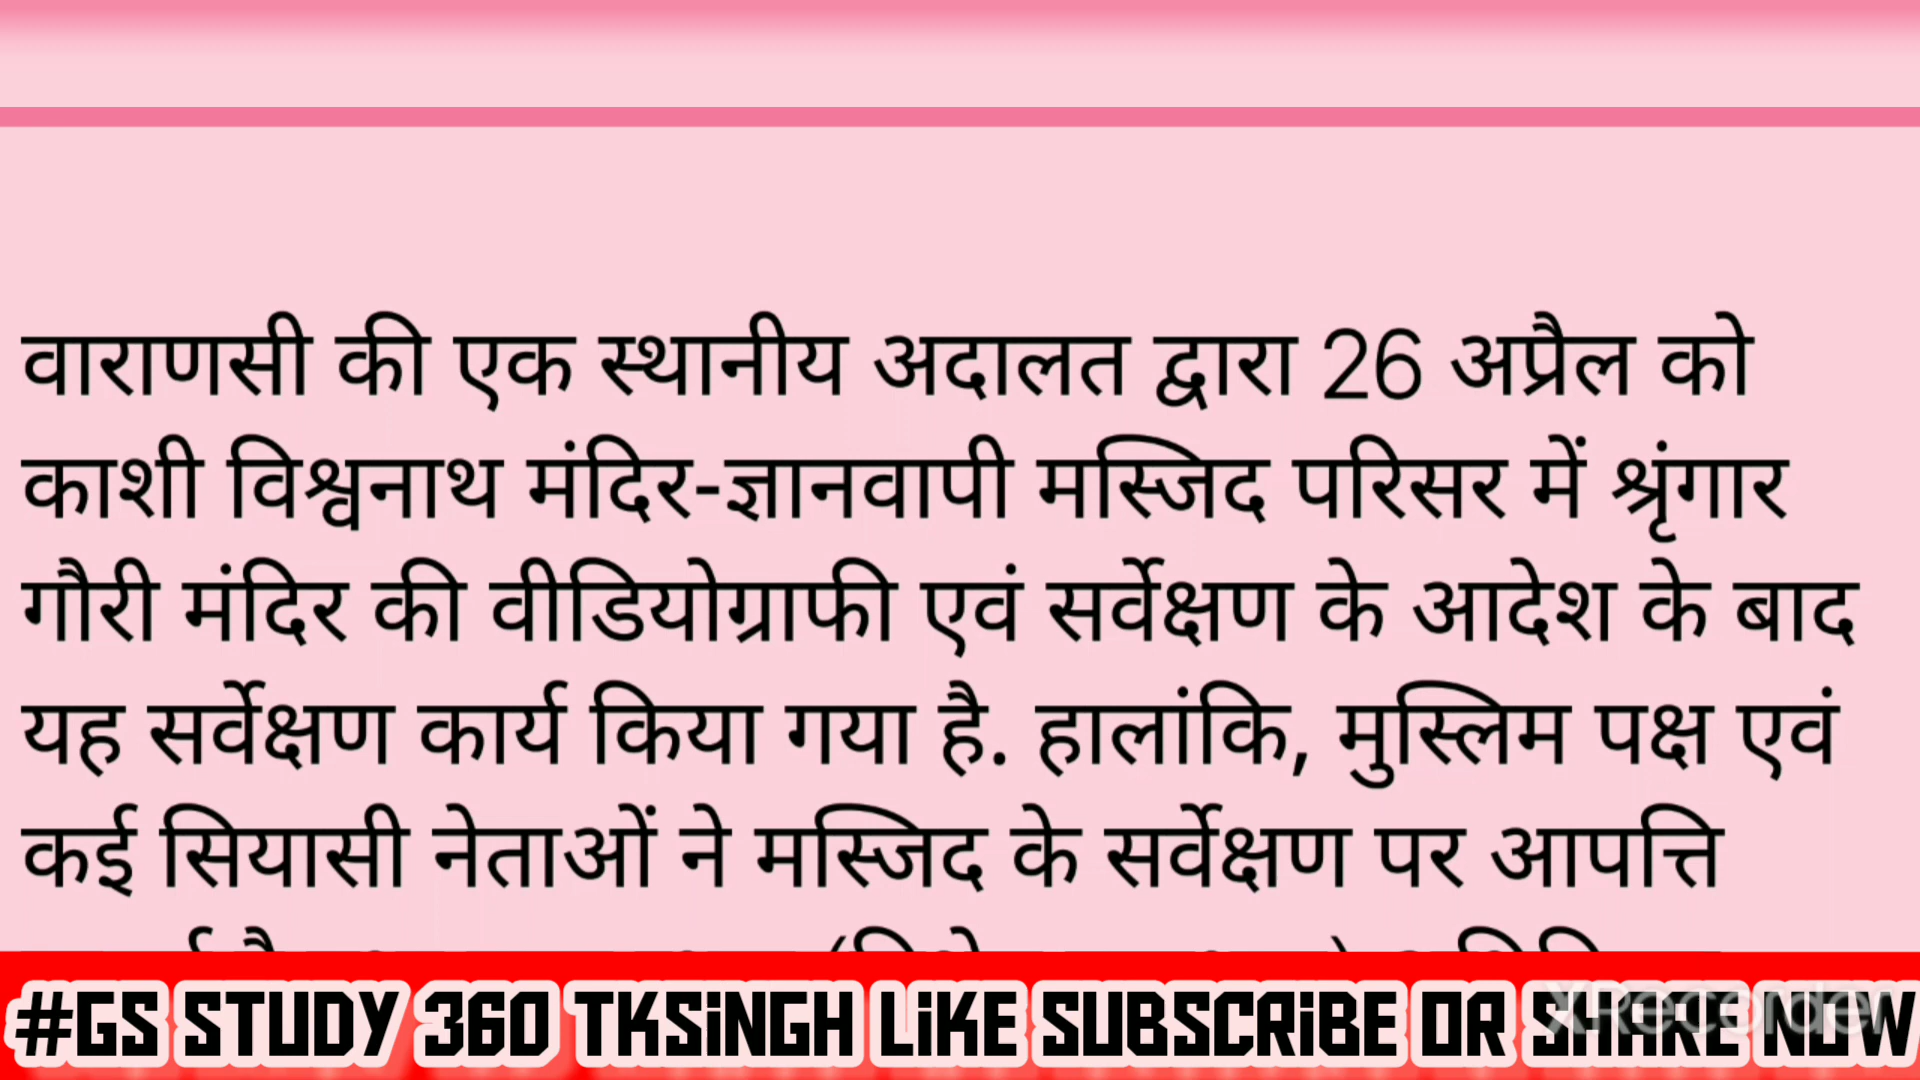 वाराणसी की एक स्थानीय अदालत द्वारा 26 अप्रैल को
काशी विश्वनाथ मंदिर-ज्ञानवापी मस्जिद परिसर में श्रृंगार
गौरी मंदिर की वीडियोग्राफी एवं सर्वेक्षण के आदेश के बाद
यह सर्वेक्षण कार्य किया गया है. हालांकि, मुस्लिम पक्ष एवं
कई सियासी नेताओं ने मस्जिद के सर्वेक्षण पर आपत्ति
#GS STUDY 360 TKSiNGH LiKE SUBSCRiBE OR SHARE NOW
XRecorder